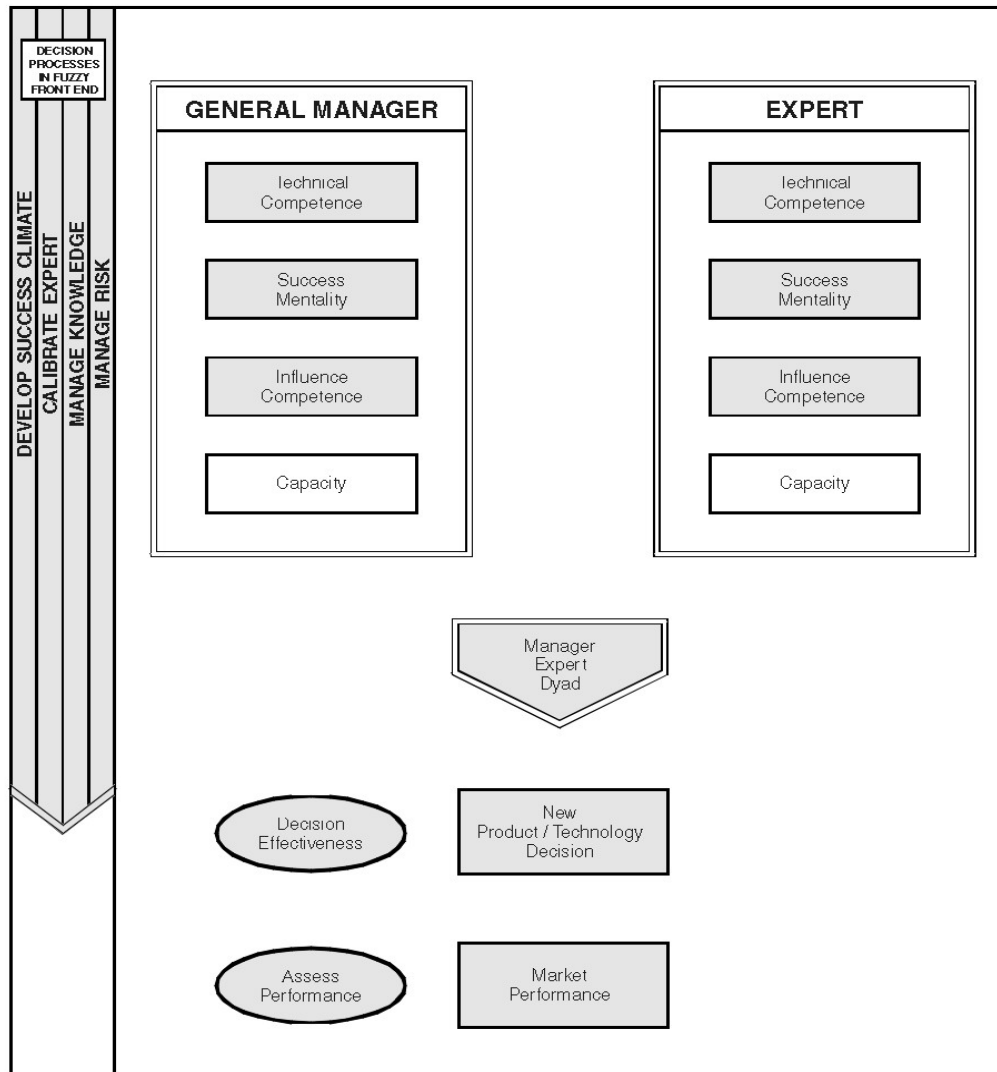 DECISION
PROCESSES
IN FUZZY
FRONT END
DEVELOP SUCCESS CLIMATE
CALIBRATE EXPERT
MANAGE KNOWLEDGE
MANAGE RISK
GENERAL MANAGER
Technical
Competence
Success
Mentality
Influence
Competence
Capacity
EXPERT
Technical
Competence
Success
Mentality
Influence
Competence
Capacity
Manager
Expert
Dyad
Decision
Effectiveness
New
Product / Technology
Decision
Assess
Performance
Market
Performance